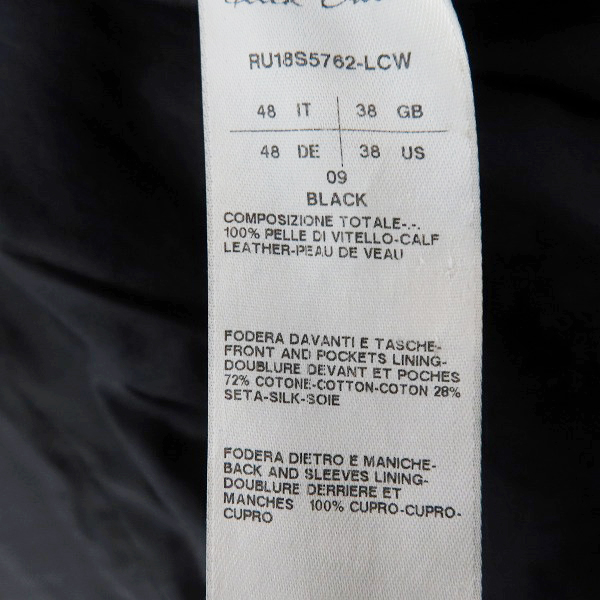 RU18S5762-LCW
48 IT 38 GB
48 DE 38 US
09
BLACK
COMPOSIZIONE TOTALE-.-.
100% PELLE DI VITELLO-CALF
LEATHER-PEAU DE VEAU
FODERA DAVANTI E TASCHE-
FRONT AND POCKETS LINING-
DOUBLURE DEVANT ET POCHES
72% COTONE-COTTON-COTON 28%
SETA-SILK-SOIE
FODERA DIETRO E MANICHE-
BACK AND SLEEVES LINING-
DOUBLURE DERRIERE ET
MANCHES 100% CUPRO-CUPRO-
CUPRO